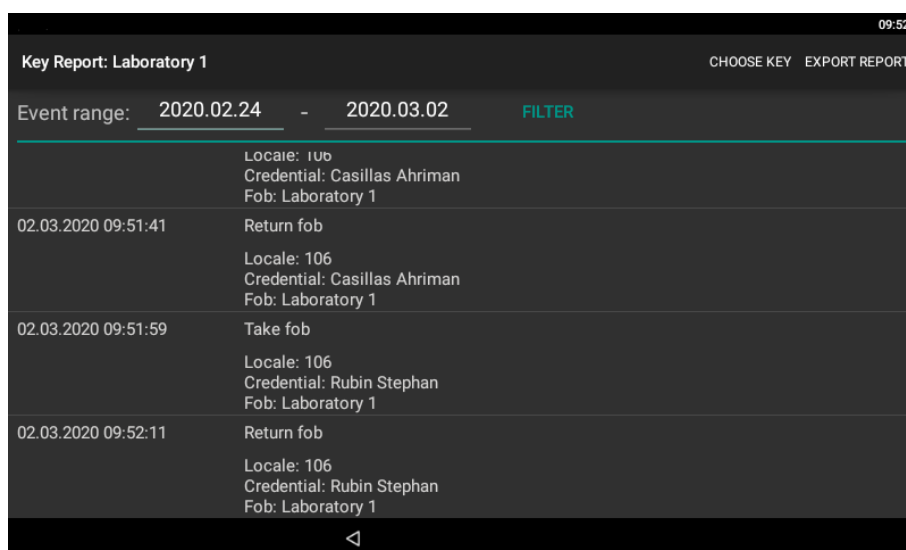 09:52
Key Report: Laboratory 1 CHOOSE KEY EXPORT REPORT
Event range: 2020.02.24 - 2020.03.02 FILTER
Locale: 106
Credential: Casillas Ahriman
Fob: Laboratory 1
02.03.2020 09:51:41 Return fob
Locale: 106
Credential: Casillas Ahriman
Fob: Laboratory 1
02.03.2020 09:51:59 Take fob
Locale: 106
Credential: Rubin Stephan
Fob: Laboratory 1
02.03.2020 09:52:11 Return fob
Locale: 106
Credential: Rubin Stephan
Fob: Laboratory 1